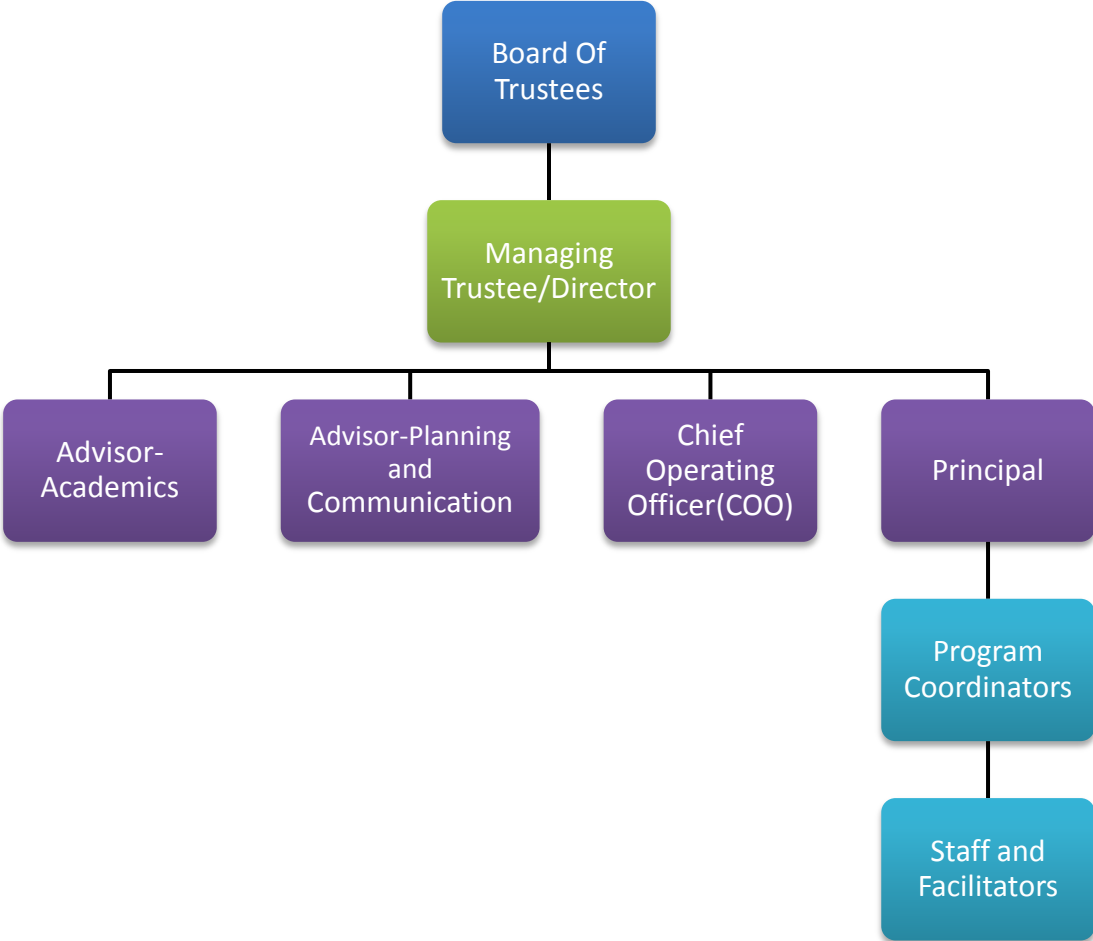 Board Of
Trustees
Managing
Trustee/Director
Advisor-
Academics
Advisor-Planning
and
Communication
Chief
Operating
Officer(COO)
Principal
Program
Coordinators
Staff and
Facilitators